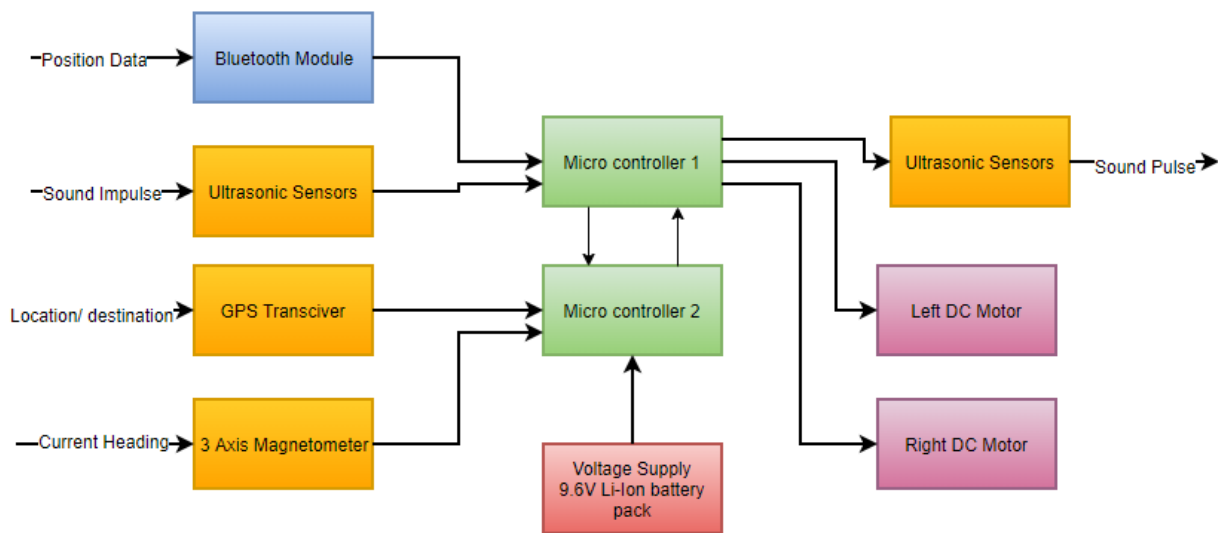 Position Data
Bluetooth Module
Sound Impulse
Ultrasonic Sensors
Location/ destination
GPS Transciver
Current Heading
3 Axis Magnetometer
Micro controller 1
Micro controller 2
Voltage Supply
9.6V Li-Ion battery
pack
Ultrasonic Sensors
Sound Pulse
Left DC Motor
Right DC Motor